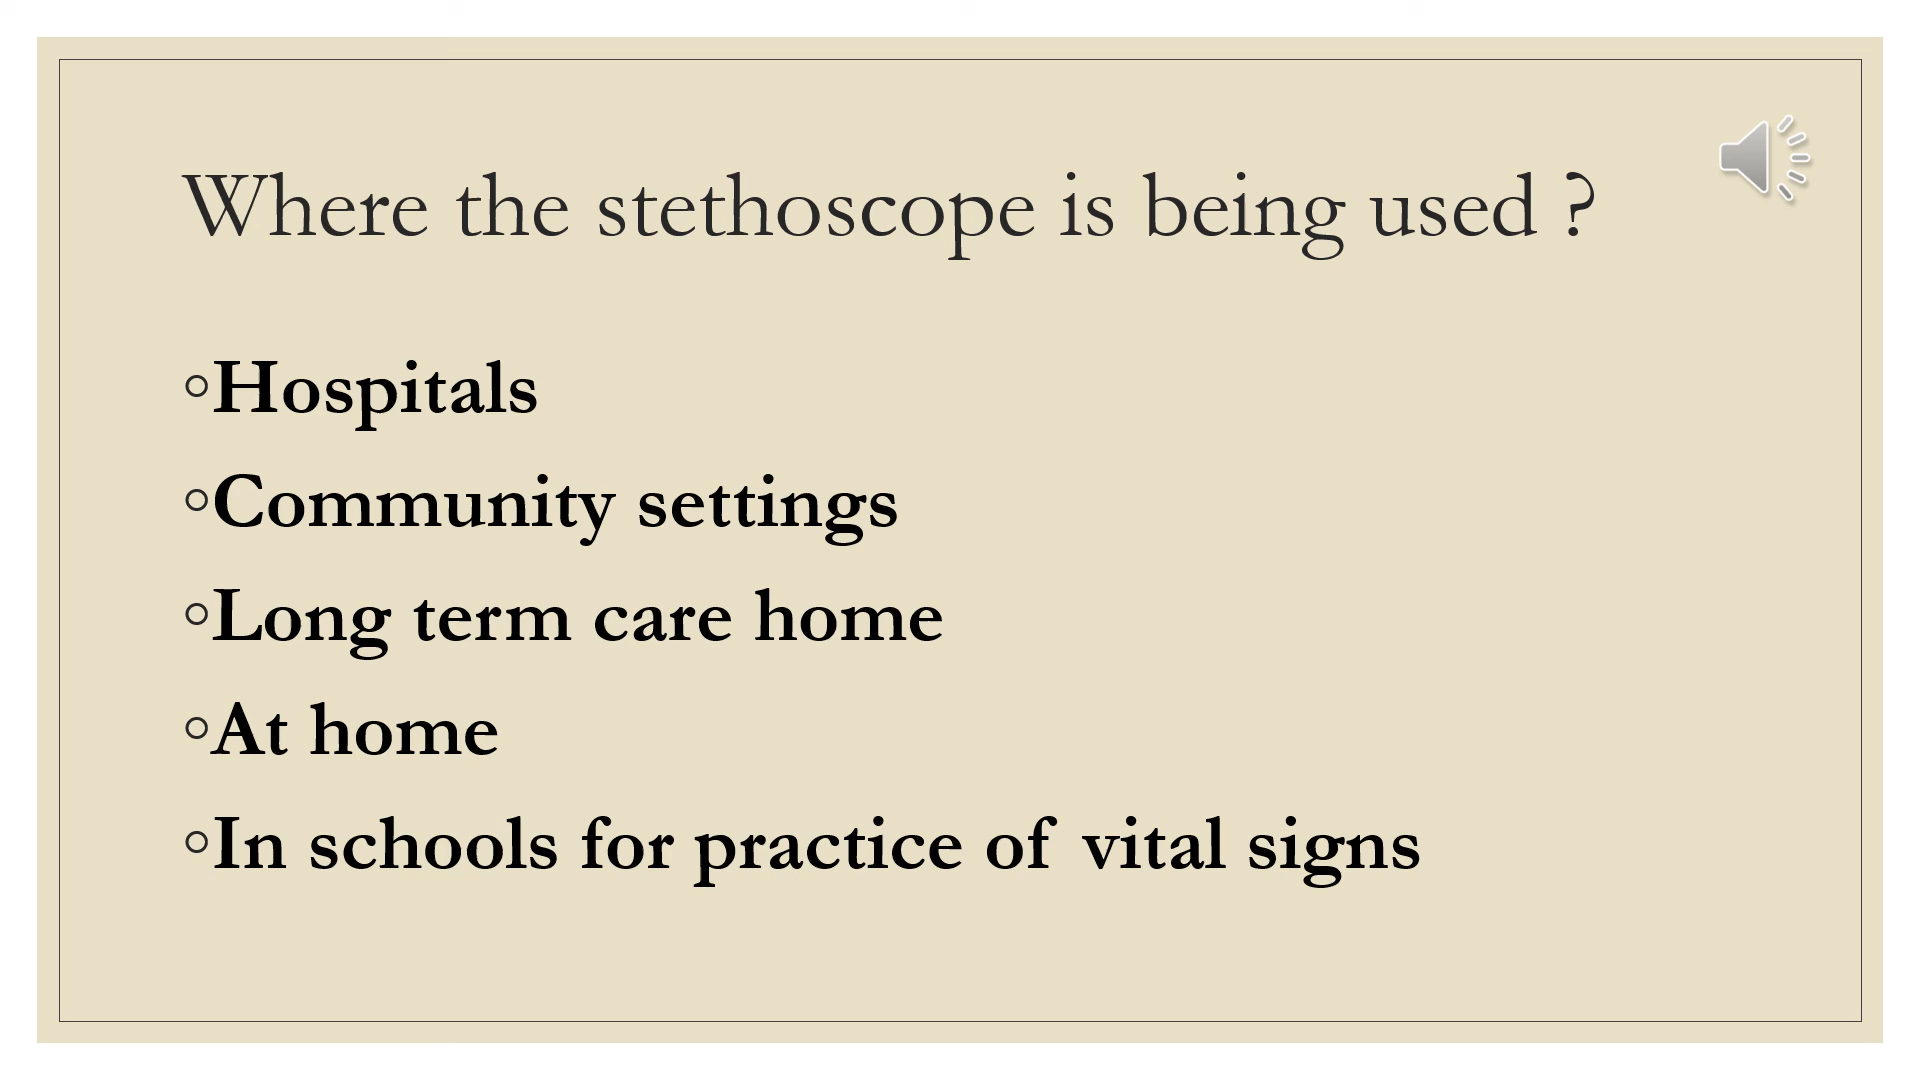 Where the stethoscope is being used ?
◦Hospitals
◦Community settings
◦Long term care home
◦At home
◦In schools for practice of vital signs